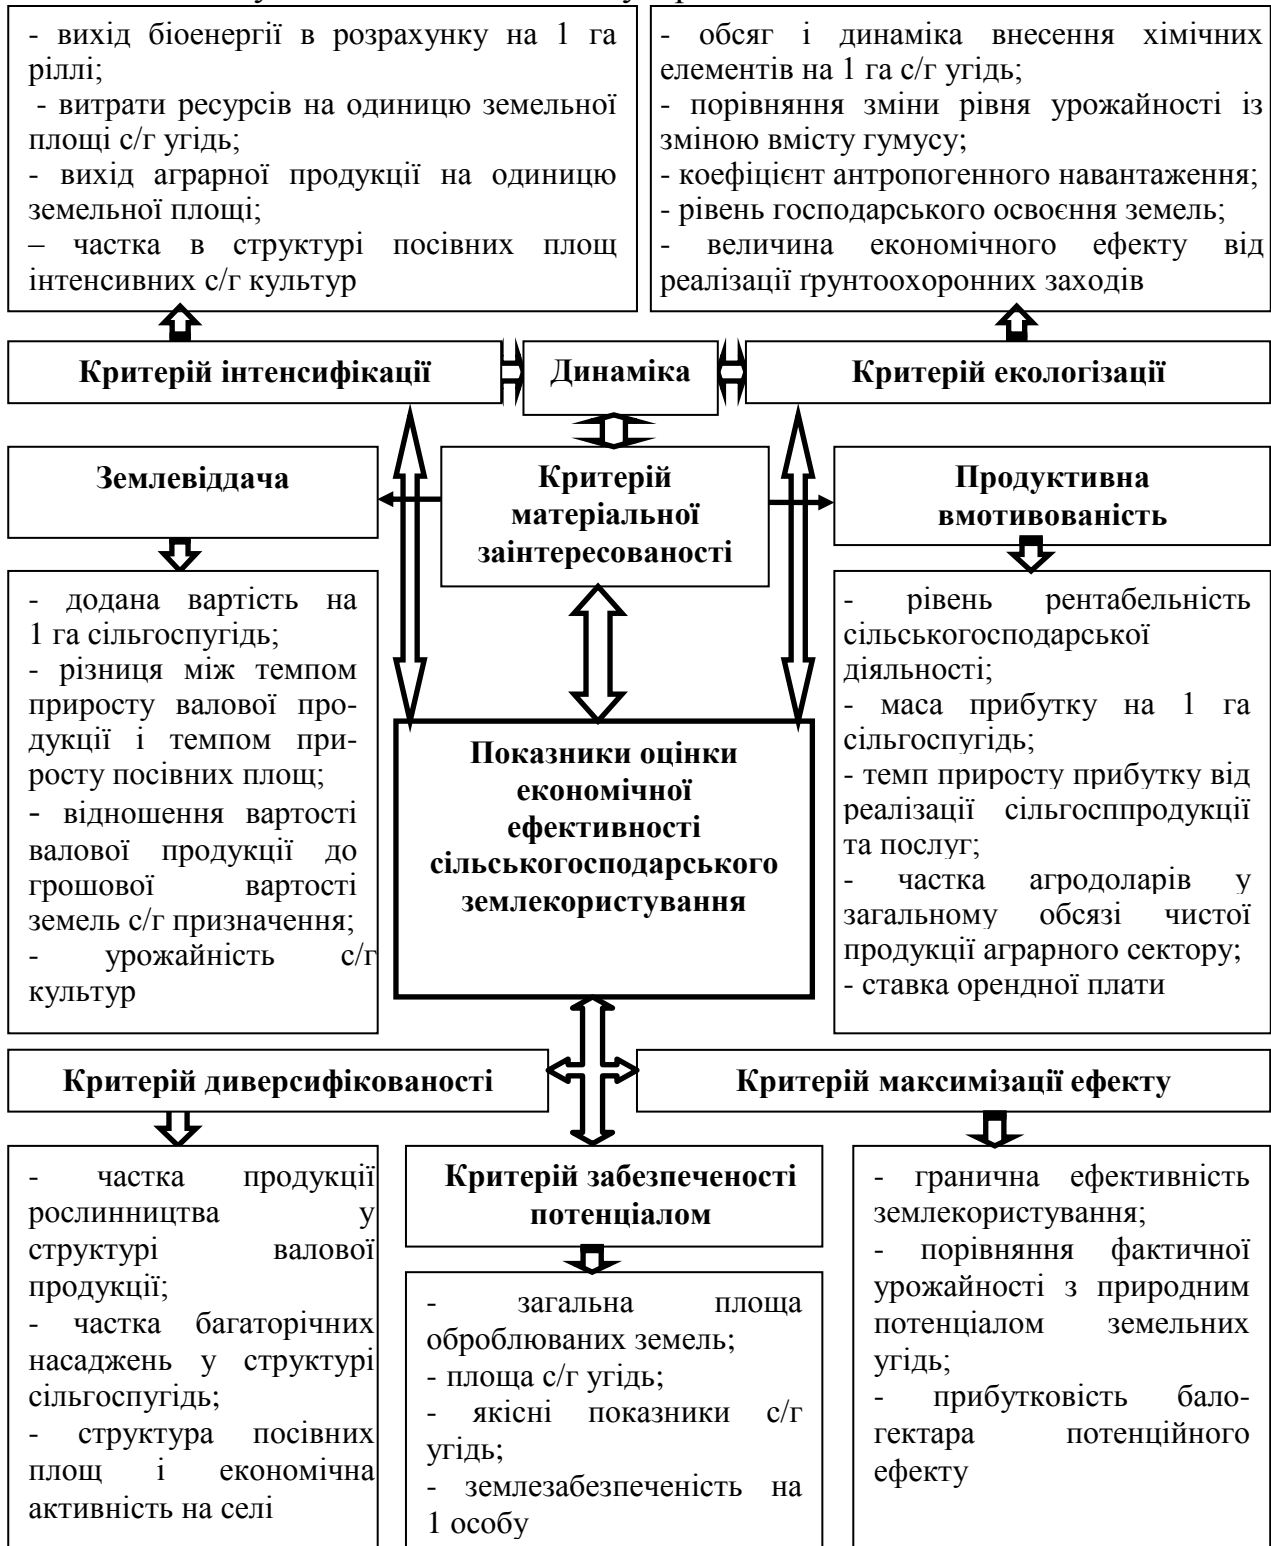 - вихід біоенергії в розрахунку на 1 га
ріллі;
- витрати ресурсів на одиницю земельної
площі с/г угідь;
- вихід аграрної продукції на одиницю
земельної площі;
– частка в структурі посівних площ
інтенсивних с/г культур
- обсяг і динаміка внесення хімічних
елементів на 1 га с/г угідь;
- порівняння зміни рівня урожайності із
зміною вмісту гумусу;
- коефіцієнт антропогенного навантаження;
- рівень господарського освоєння земель;
- величина економічного ефекту від
реалізації ґрунтоохоронних заходів
Критерій інтенсифікації
Динаміка
Критерій екологізації
Землевіддача
Критерій
матеріальної
заінтересованості
Продуктивна
вмотивованість
- додана вартість на
1 га сільгоспугідь;
- різниця між темпом
приросту валової про-
дукції і темпом при-
росту посівних площ;
- відношення вартості
валової продукції до
грошової вартості
земель с/г призначення;
- урожайність с/г
культур
Показники оцінки
економічної
ефективності
сільськогосподарського
землекористування
- рівень рентабельність
сільськогосподарської
діяльності;
- маса прибутку на 1 га
сільгоспугідь;
- темп приросту прибутку від
реалізації сільгосппродукції
та послуг;
- частка агродоларів у
загальному обсязі чистої
продукції аграрного сектору;
- ставка орендної плати
Критерій диверсифікованості
Критерій максимізації ефекту
- частка продукції
рослинництва у
структурі валової
продукції;
- частка багаторічних
насаджень у структурі
сільгоспугідь;
- структура посівних
площ і економічна
активність на селі
Критерій забезпеченості
потенціалом
- загальна площа
оброблюваних земель;
- площа с/г угідь;
- якісні показники с/г
угідь;
- землезабезпеченість на
1 особу
- гранична ефективність
землекористування;
- порівняння фактичної
урожайності з природним
потенціалом земельних
угідь;
- прибутковість бало-
гектара потенційного
ефекту